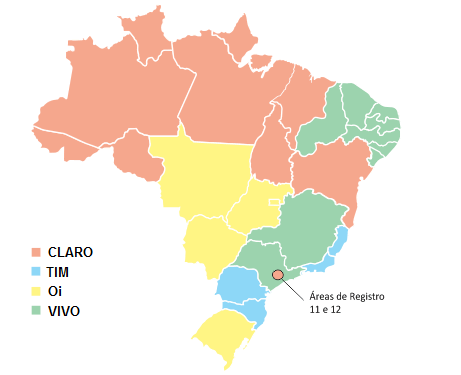 CLARO
TIM
Oi
VIVO
Áreas de Registro
11 e 12